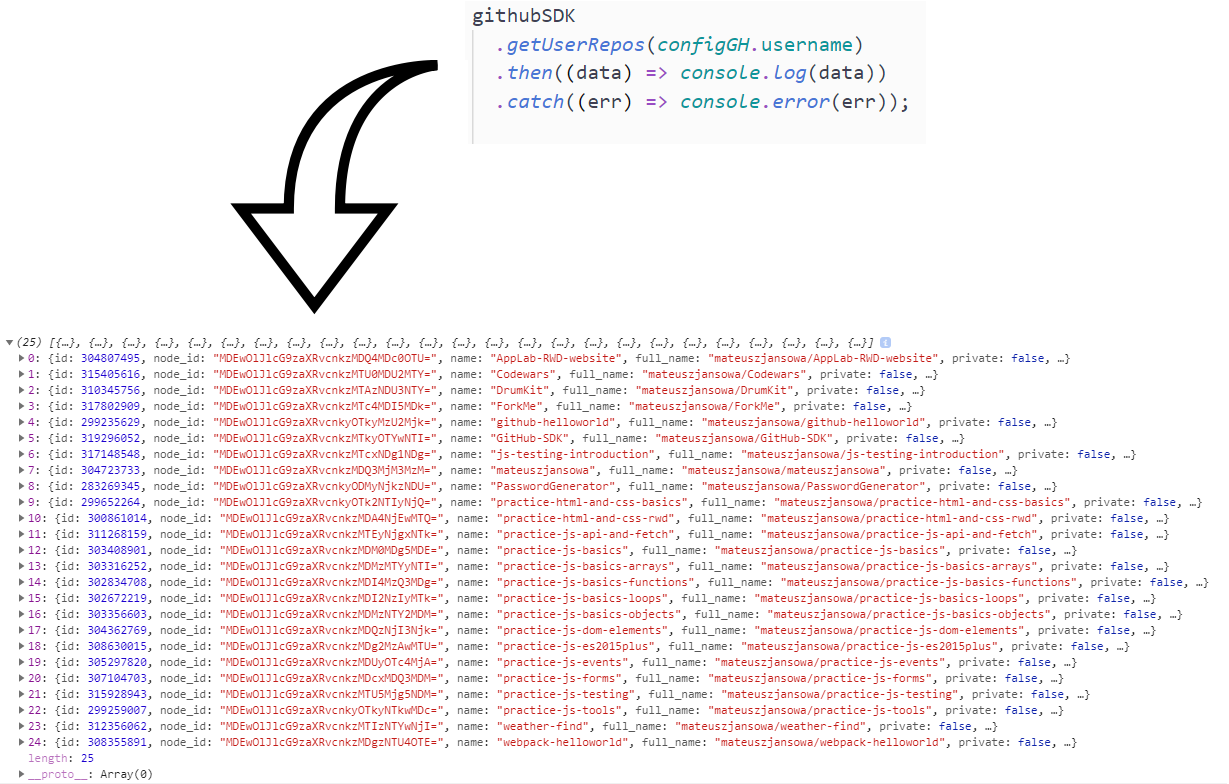 githubSDK
.getUserRepos(configGH.username)
.then((data) => console.log(data))
.catch((err) => console.error(err));
(25) [{…}, {…}, {…}, {…}, {…}, {…}, {…}, {…}, {…}, {…}, {…}, {…}, {…}, {…}, {…}, {…}, {…}, {…}, {…}, {…}, {…}, {…}, {…}, {…}, {…}] i
0: {id: 304807495, node_id: "MDEwOlJlcG9zaXRvcnkzMDQ4MDc0OTU=", name: "AppLab-RWD-website", full_name: "mateuszjansowa/AppLab-RWD-website", private: false, …}
1: {id: 315405616, node_id: "MDEwOlJlcG9zaXRvcnkzMTU0MDU2MTY=", name: "Codewars", full_name: "mateuszjansowa/Codewars", private: false, …}
2: {id: 310345756, node_id: "MDEwOlJlcG9zaXRvcnkzMTAzNDU3NTY=", name: "DrumKit", full_name: "mateuszjansowa/DrumKit", private: false, …}
3: {id: 317802909, node_id: "MDEwOlJlcG9zaXRvcnkzMTc4MDI5MDk=", name: "ForkMe", full_name: "mateuszjansowa/ForkMe", private: false, …}
4: {id: 299235629, node_id: "MDEwOlJlcG9zaXRvcnkyOTkyMzU2Mjk=", name: "github-helloworld", full_name: "mateuszjansowa/github-helloworld", private: false, …}
5: {id: 319296052, node_id: "MDEwOlJlcG9zaXRvcnkzMTkyOTYwNTI=", name: "GitHub-SDK", full_name: "mateuszjansowa/GitHub-SDK", private: false, …}
6: {id: 317148548, node_id: "MDEwOlJlcG9zaXRvcnkzMTcxNDg1NDg=", name: "js-testing-introduction", full_name: "mateuszjansowa/js-testing-introduction", private: false, …}
7: {id: 304723733, node_id: "MDEwOlJlcG9zaXRvcnkzMDQ3MjM3MzM=", name: "mateuszjansowa", full_name: "mateuszjansowa/mateuszjansowa", private: false, …}
8: {id: 283269345, node_id: "MDEwOlJlcG9zaXRvcnkyODMyNjkzNDU=", name: "PasswordGenerator", full_name: "mateuszjansowa/PasswordGenerator", private: false, …}
9: {id: 299652264, node_id: "MDEwOlJlcG9zaXRvcnkyOTk2NTIyNjQ=", name: "practice-html-and-css-basics", full_name: "mateuszjansowa/practice-html-and-css-basics", private: false, …}
10: {id: 300861014, node_id: "MDEwOlJlcG9zaXRvcnkzMDA4NjEwMTQ=", name: "practice-html-and-css-rwd", full_name: "mateuszjansowa/practice-html-and-css-rwd", private: false, …}
11: {id: 311268159, node_id: "MDEwOlJlcG9zaXRvcnkzMTEyNjgxNTk=", name: "practice-js-api-and-fetch", full_name: "mateuszjansowa/practice-js-api-and-fetch", private: false, …}
12: {id: 303408901, node_id: "MDEwOlJlcG9zaXRvcnkzMDM0MDg5MDE=", name: "practice-js-basics", full_name: "mateuszjansowa/practice-js-basics", private: false, …}
13: {id: 303316252, node_id: "MDEwOlJlcG9zaXRvcnkzMDMzMTYyNTI=", name: "practice-js-basics-arrays", full_name: "mateuszjansowa/practice-js-basics-arrays", private: false, …}
14: {id: 302834708, node_id: "MDEwOlJlcG9zaXRvcnkzMDI4MzQ3MDg=", name: "practice-js-basics-functions", full_name: "mateuszjansowa/practice-js-basics-functions", private: false, …}
15: {id: 302672219, node_id: "MDEwOlJlcG9zaXRvcnkzMDI2NzIyMTk=", name: "practice-js-basics-loops", full_name: "mateuszjansowa/practice-js-basics-loops", private: false, …}
16: {id: 303356603, node_id: "MDEwOlJlcG9zaXRvcnkzMDMzNTY2MDM=", name: "practice-js-basics-objects", full_name: "mateuszjansowa/practice-js-basics-objects", private: false, …}
17: {id: 304362769, node_id: "MDEwOlJlcG9zaXRvcnkzMDQzNjI3Njk=", name: "practice-js-dom-elements", full_name: "mateuszjansowa/practice-js-dom-elements", private: false, …}
18: {id: 308630015, node_id: "MDEwOlJlcG9zaXRvcnkzMDg2MzAwMTU=", name: "practice-js-es2015plus", full_name: "mateuszjansowa/practice-js-es2015plus", private: false, …}
19: {id: 305297820, node_id: "MDEwOlJlcG9zaXRvcnkzMDUyOTc4MjA=", name: "practice-js-events", full_name: "mateuszjansowa/practice-js-events", private: false, …}
20: {id: 307104703, node_id: "MDEwOlJlcG9zaXRvcnkzMDcxMDQ3MDM=", name: "practice-js-forms", full_name: "mateuszjansowa/practice-js-forms", private: false, …}
21: {id: 315928943, node_id: "MDEwOlJlcG9zaXRvcnkzMTU5Mjg5NDM=", name: "practice-js-testing", full_name: "mateuszjansowa/practice-js-testing", private: false, …}
22: {id: 299259007, node_id: "MDEwOlJlcG9zaXRvcnkyOTkyNTkwMDc=", name: "practice-js-tools", full_name: "mateuszjansowa/practice-js-tools", private: false, …}
23: {id: 312356062, node_id: "MDEwOlJlcG9zaXRvcnkzMTIzNTYwNjI=", name: "weather-find", full_name: "mateuszjansowa/weather-find", private: false, …}
24: {id: 308355891, node_id: "MDEwOlJlcG9zaXRvcnkzMDgzNTU4OTE=", name: "webpack-helloworld", full_name: "mateuszjansowa/webpack-helloworld", private: false, …}
length: 25
__proto__: Array(0)